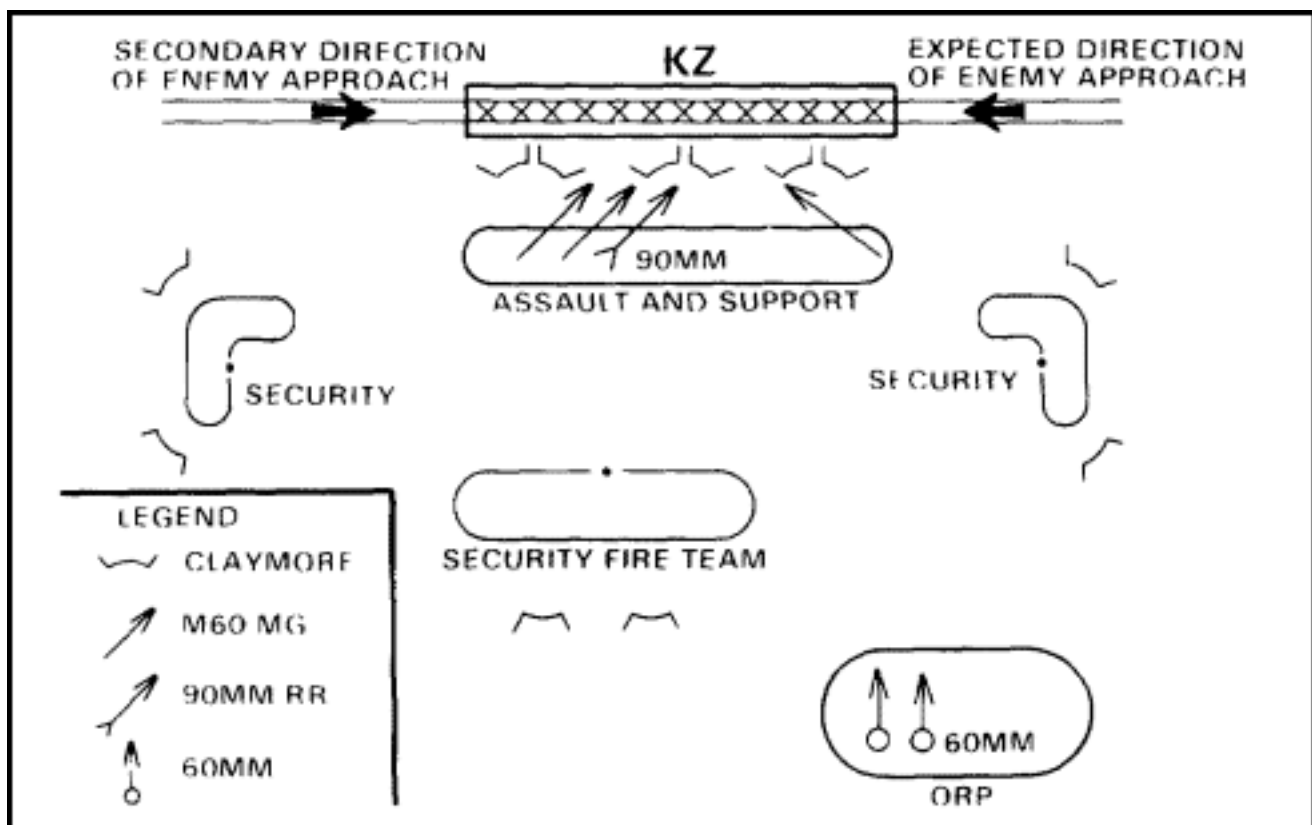 SECONDARY DIRECTION
OF ENEMY APPROACH
KZ
EXPECTED DIRECTION
OF ENEMY APPROACH
90MM
ASSAULT AND SUPPORT
SECURITY
SECURITY
SECURITY FIRE TEAM
LEGEND
CLAYMORE
M60 MG
90MM RR
60MM
60MM
ORP